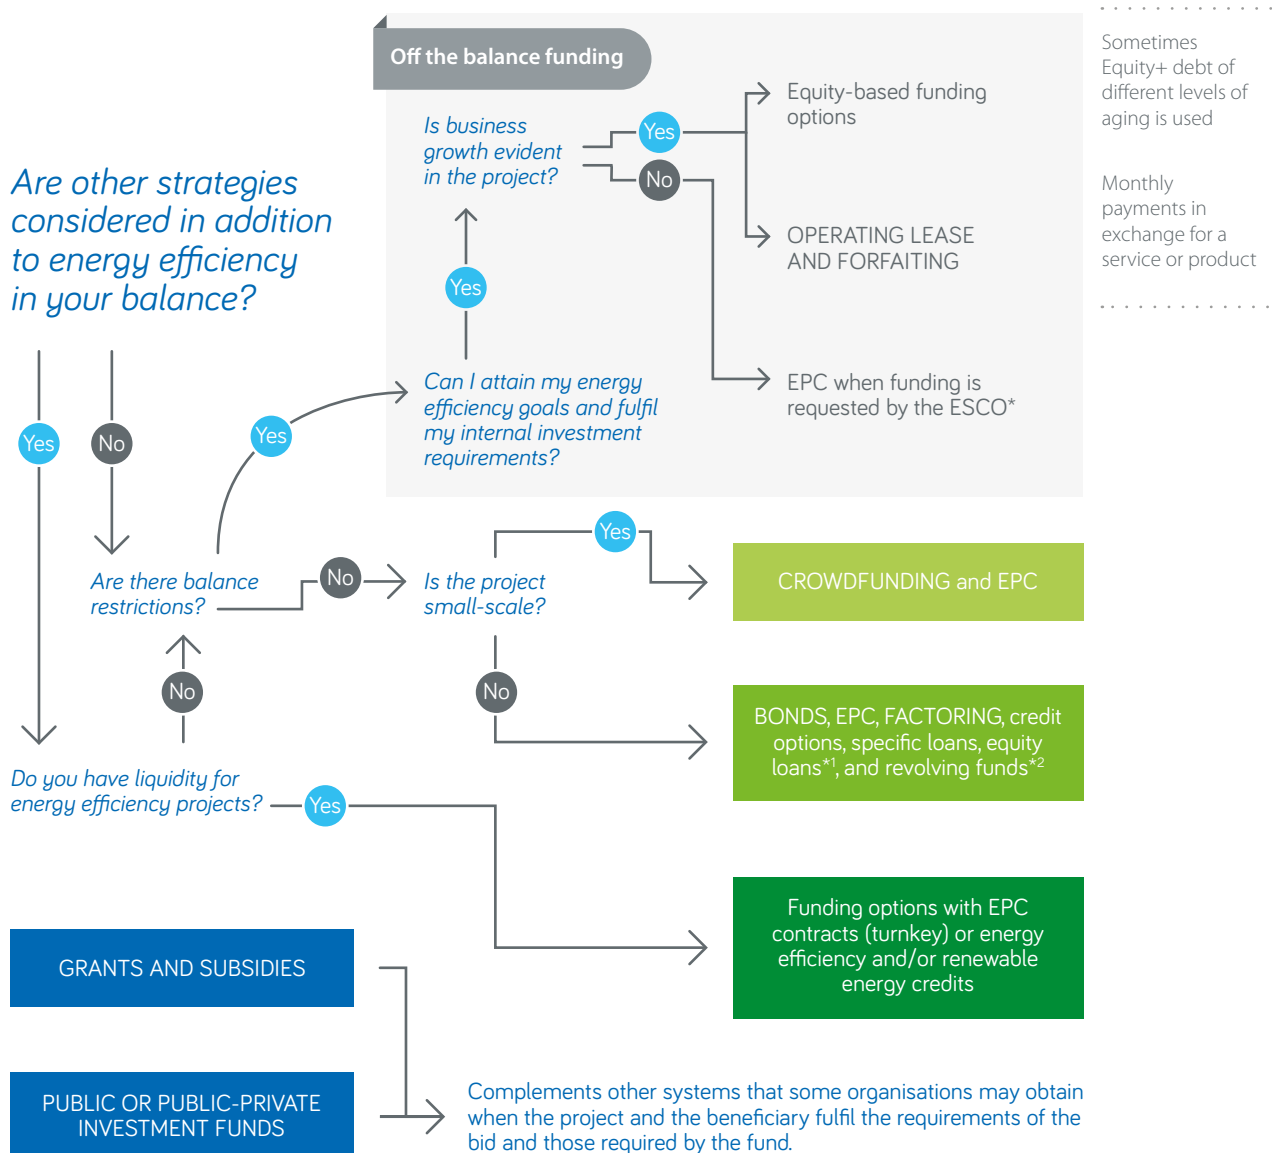 Off the balance funding
Sometimes
Equity+ debt of
different levels of
aging is used
Monthly
payments in
exchange for a
service or product
Are other strategies
considered in addition
to energy efficiency
in your balance?
Is business
growth evident
in the project?
Yes
No
Equity-based funding
options
OPERATING LEASE
AND FORFAITING
Yes
EPC when funding is
requested by the ESCO*
Can I attain my energy
efficiency goals and fulfil
my internal investment
requirements?
Yes
No
Yes
Are there balance
restrictions?
No
Is the project
small-scale?
Yes
CROWDFUNDING and EPC
No
No
BONDS, EPC, FACTORING, credit
options, specific loans, equity
loans*1, and revolving funds*2
Do you have liquidity for
energy efficiency projects?
Yes
Funding options with EPC
contracts (turnkey) or energy
efficiency and/or renewable
energy credits
GRANTS AND SUBSIDIES
PUBLIC OR PUBLIC-PRIVATE
INVESTMENT FUNDS
Complements other systems that some organisations may obtain
when the project and the beneficiary fulfil the requirements of the
bid and those required by the fund.